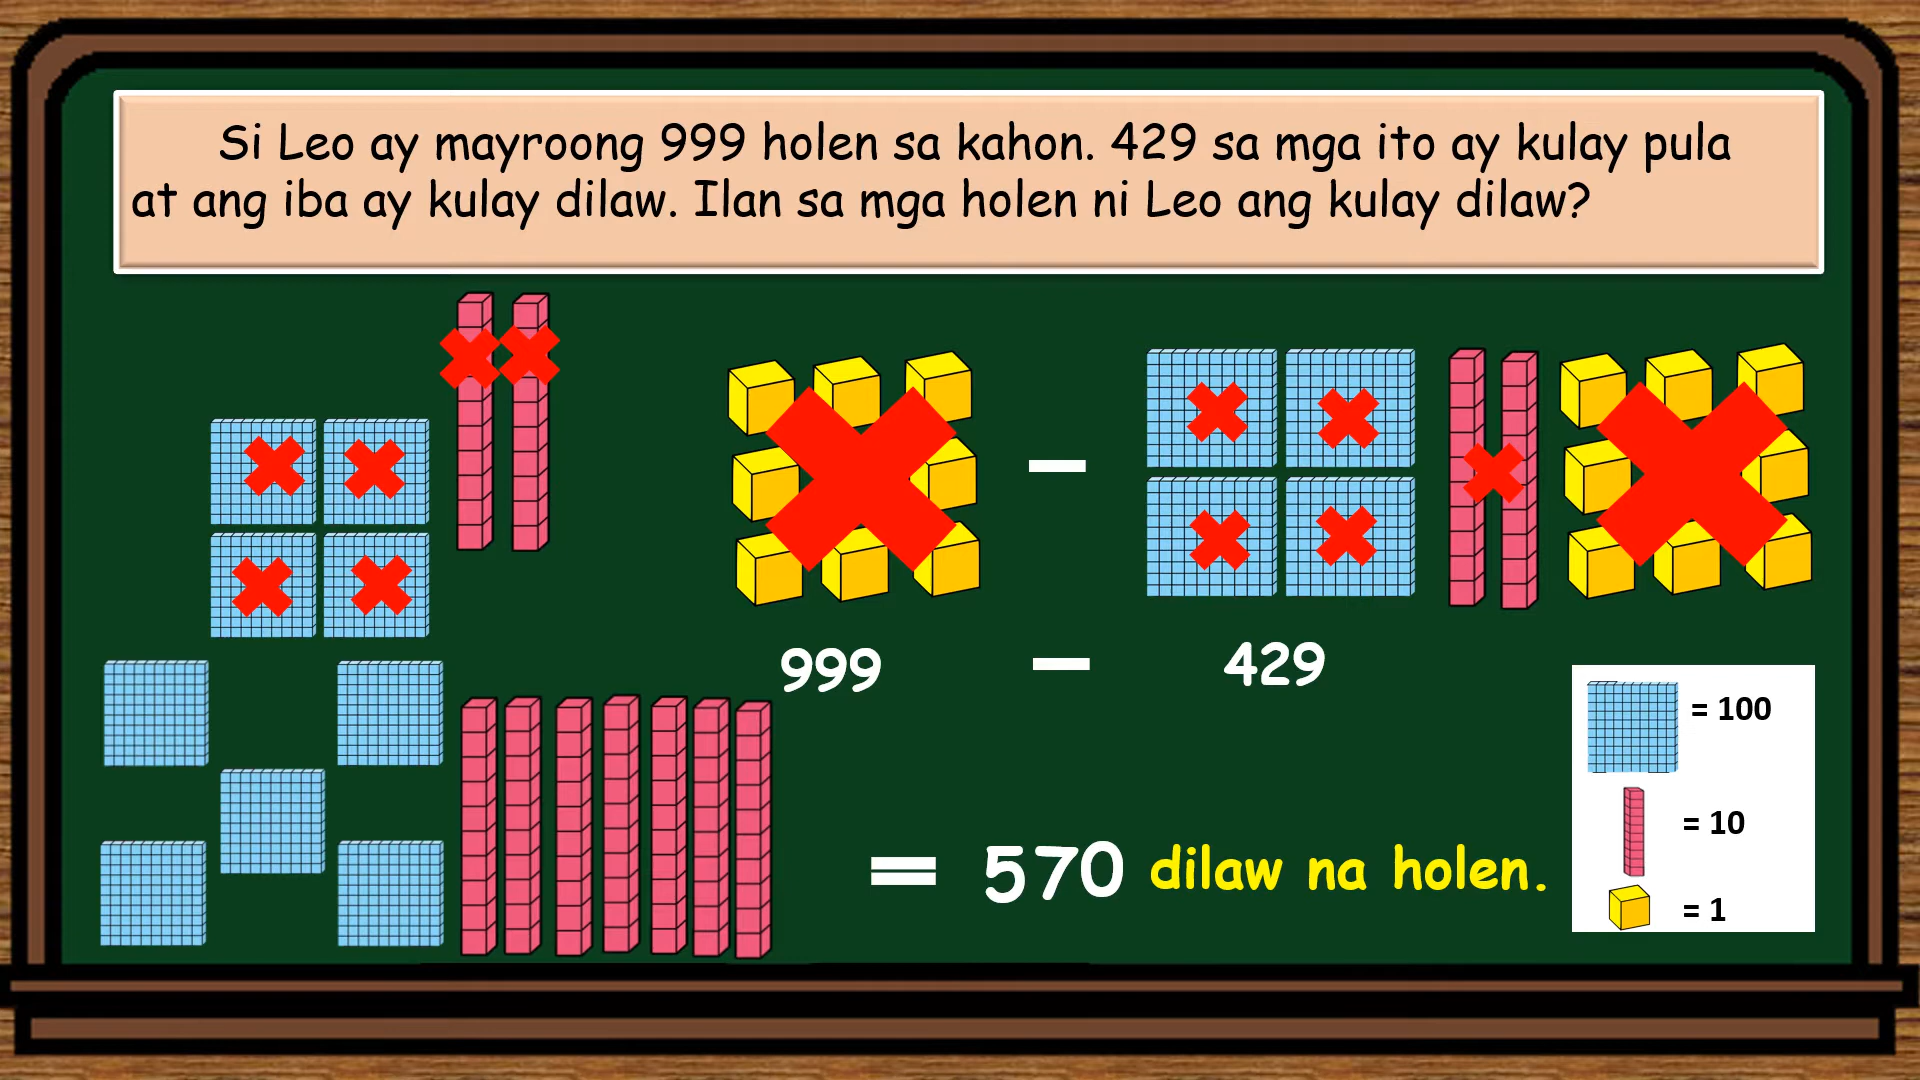 Si Leo ay mayroong 999 holen sa kahon. 429 sa mga ito ay kulay pula
at ang iba ay kulay dilaw. Ilan sa mga holen ni Leo ang kulay dilaw?
–
999 – 429
= 100
= 10
= 1
= 570 dilaw na holen.